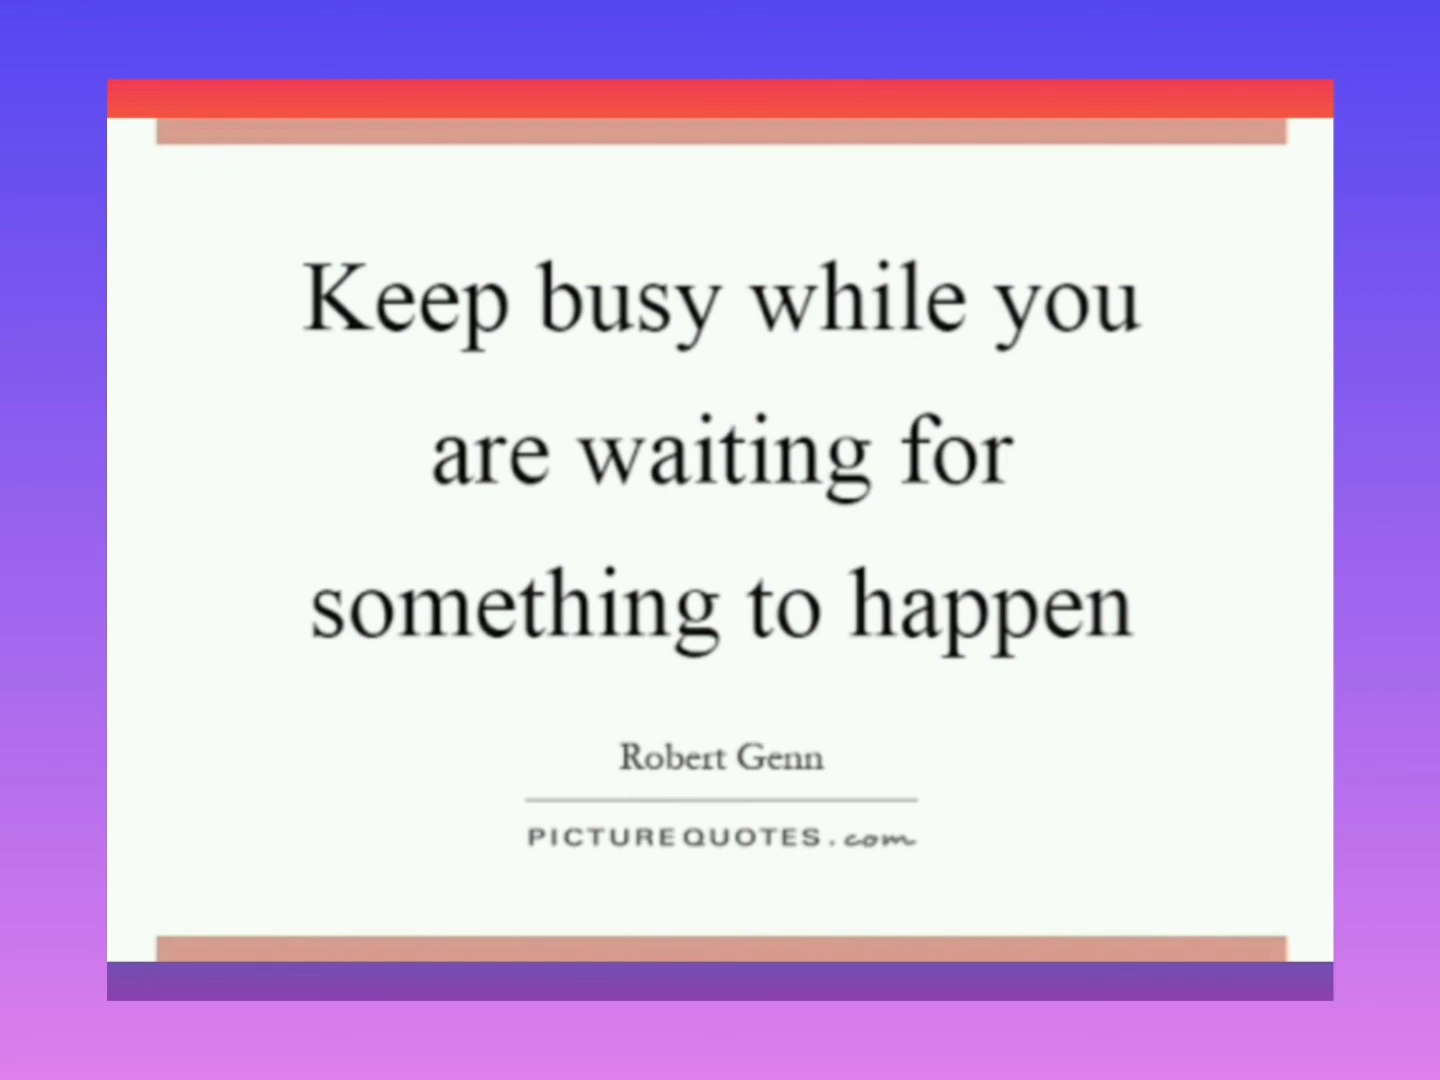 Keep busy while you
are waiting for
something to happen
Robert Genn
PICTUREQUOTES.com